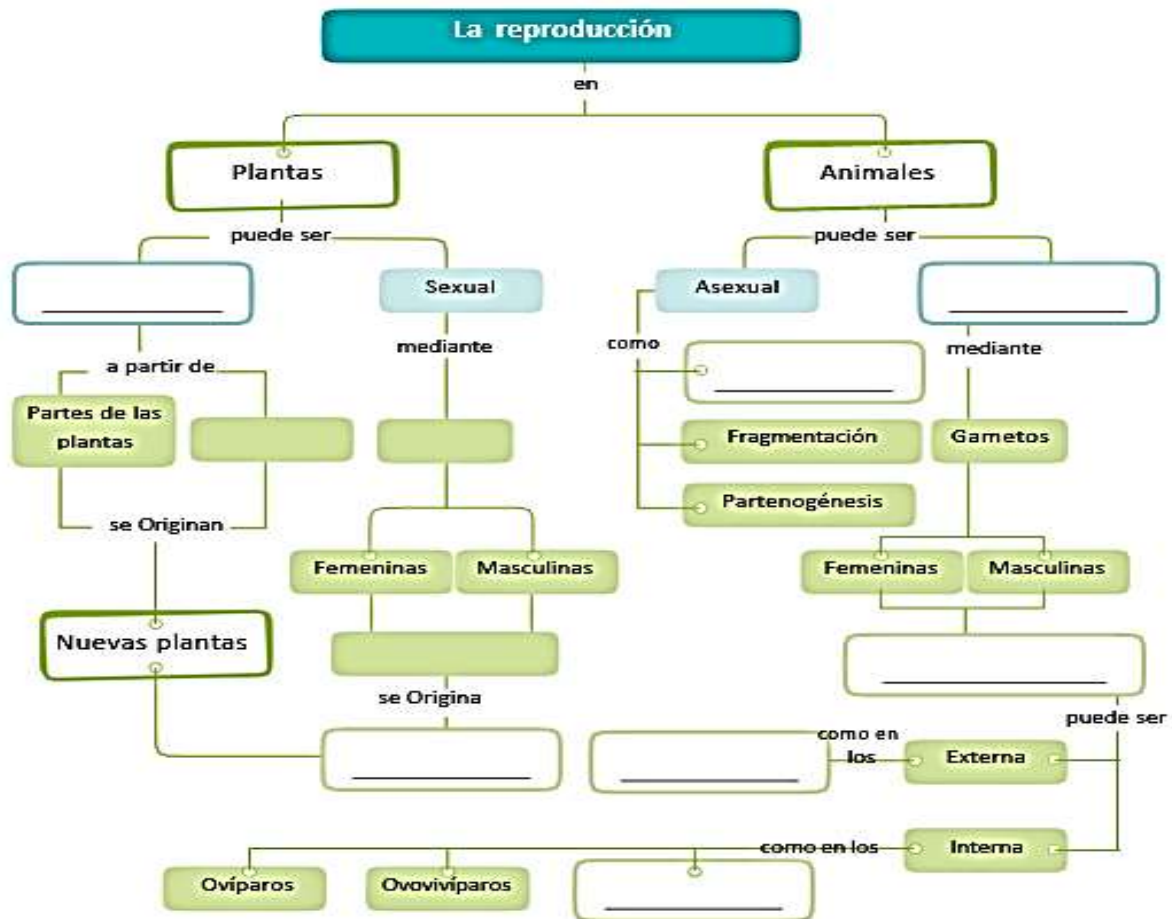 La reproducción
en
Plantas
Animales
puede ser
puede ser
Sexual
Asexual
mediante
como
mediante
a partir de
Partes de las
plantas
Fragmentación
Gametos
Partenogénesis
se Originan
Femeninas
Masculinas
Femeninas
Masculinas
Nuevas plantas
se Origina
puede ser
como en
los
Externa
como en los
Interna
Ovíparos
Ovovivíparos